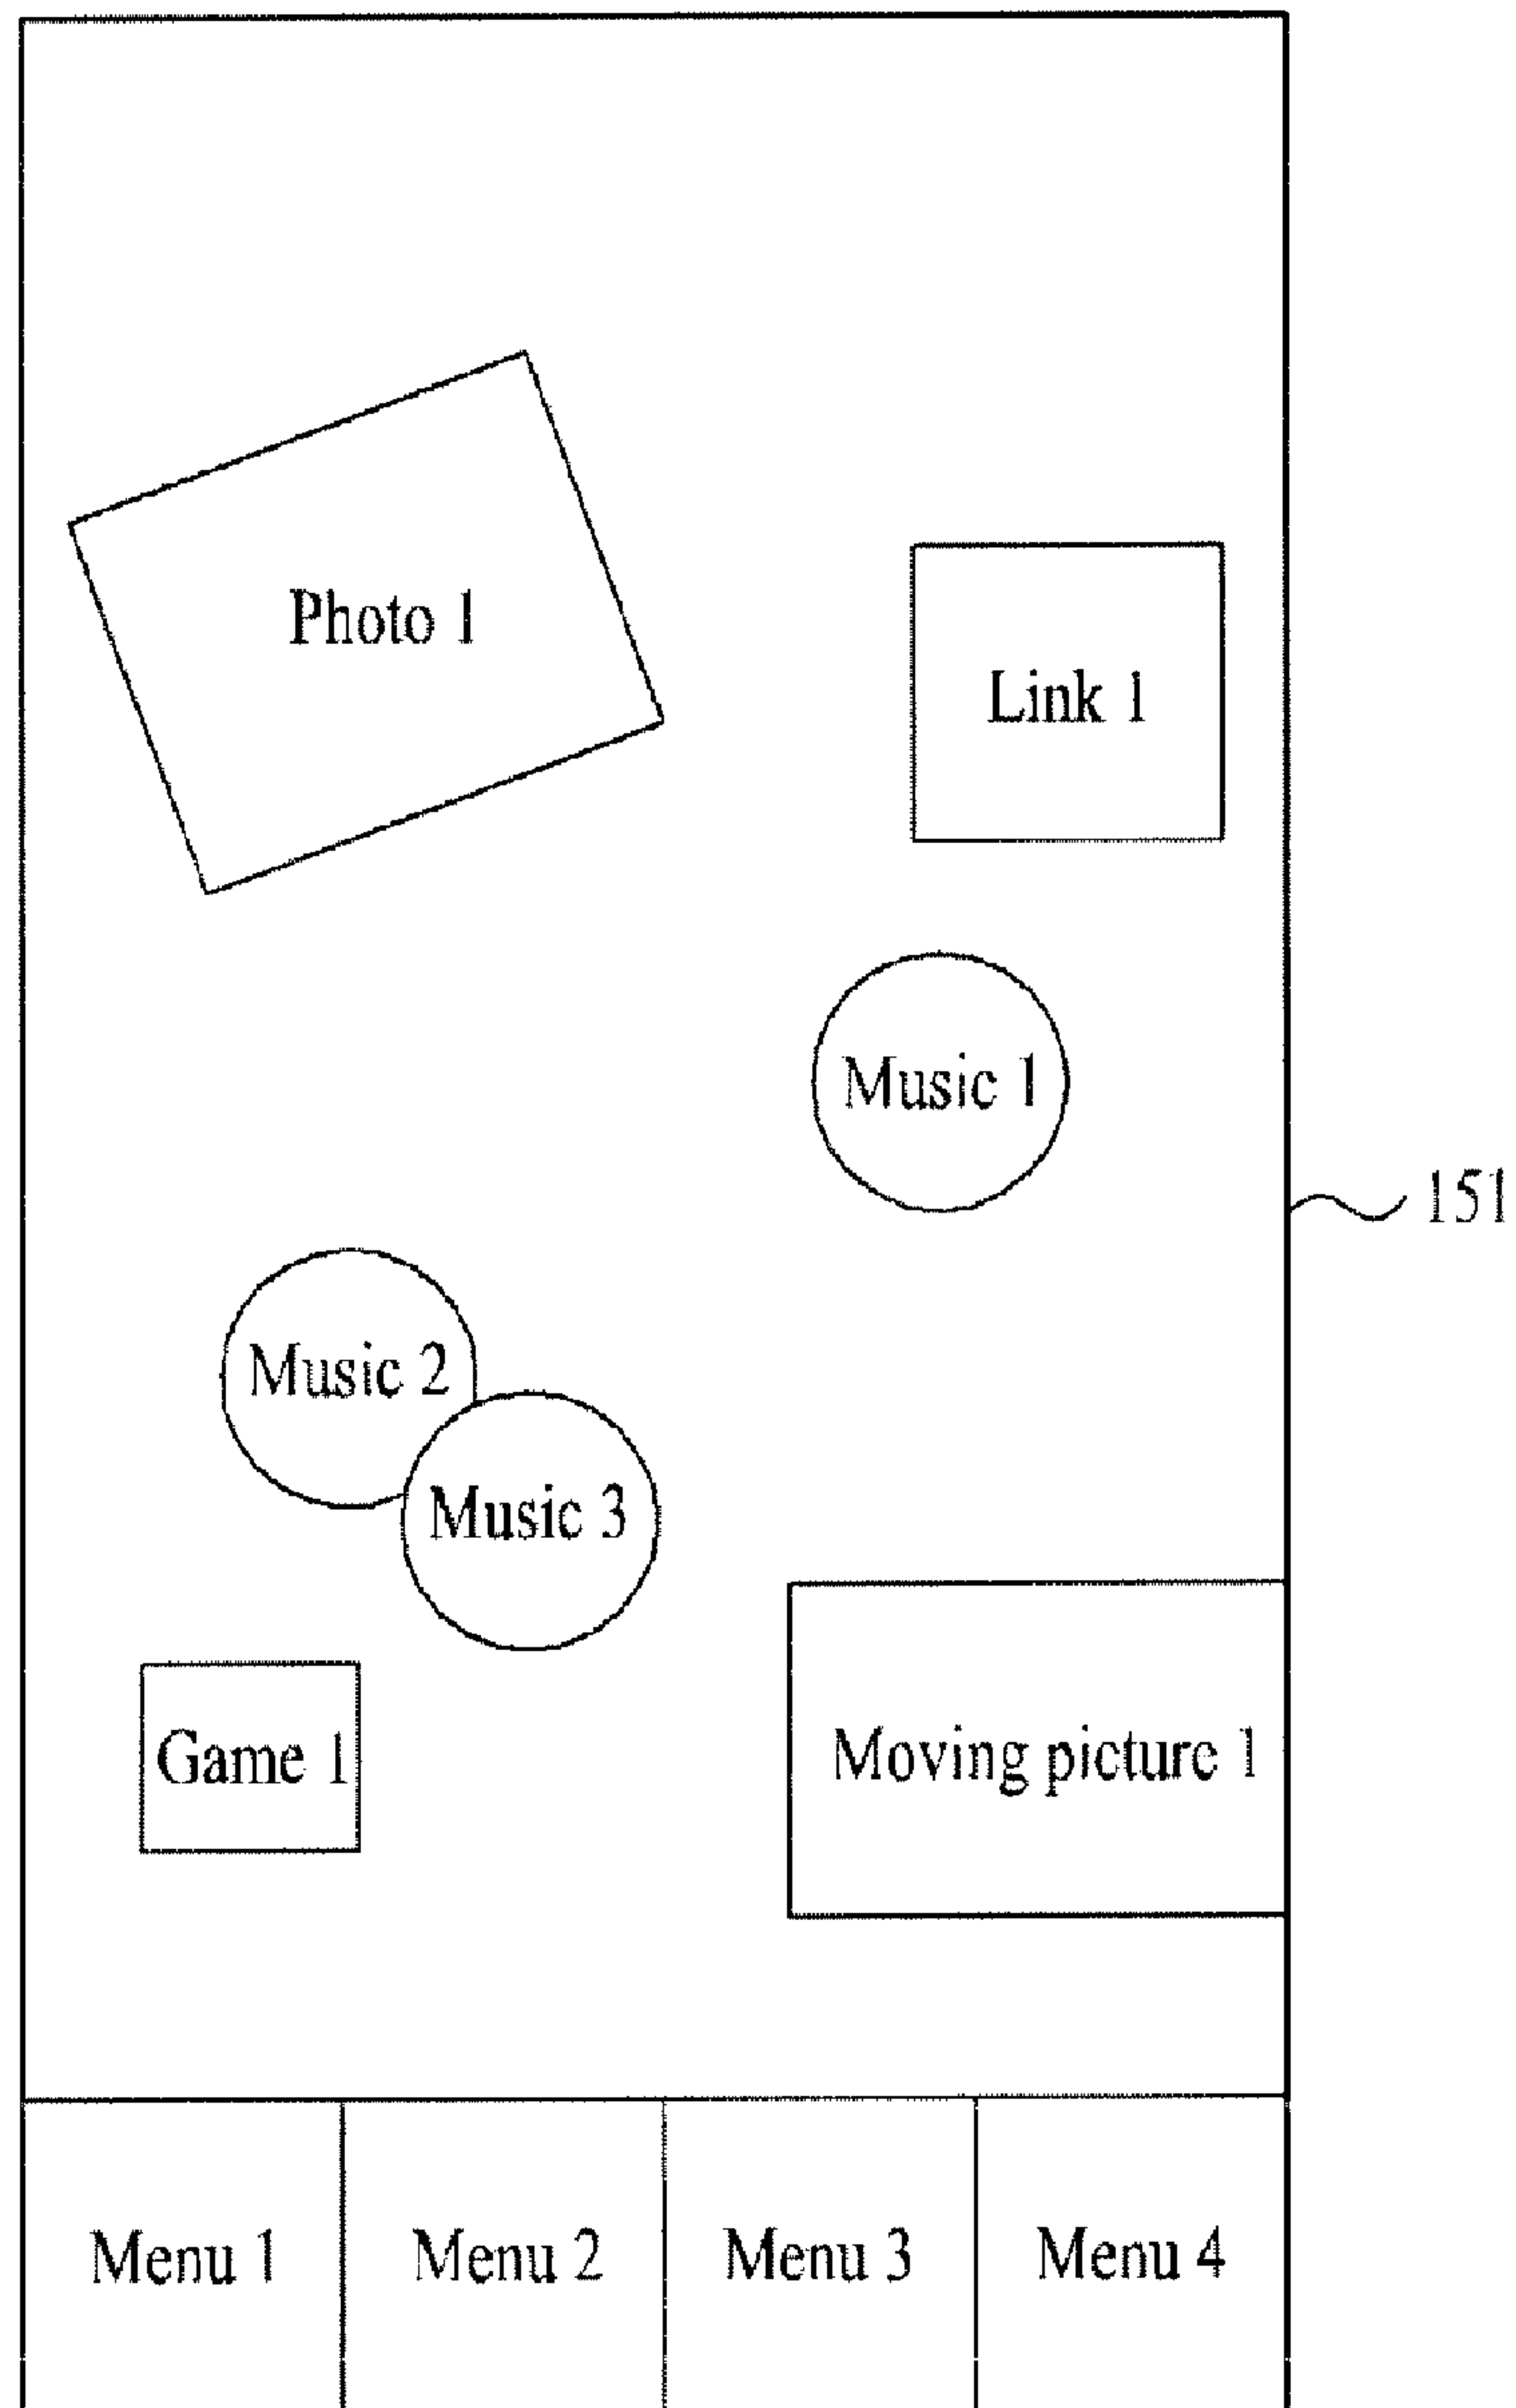 Photo 1
Link 1
Music 1
151
Music 2
Music 3
Game 1
Moving picture 1
Menu 1 Menu 2 Menu 3 Menu 4